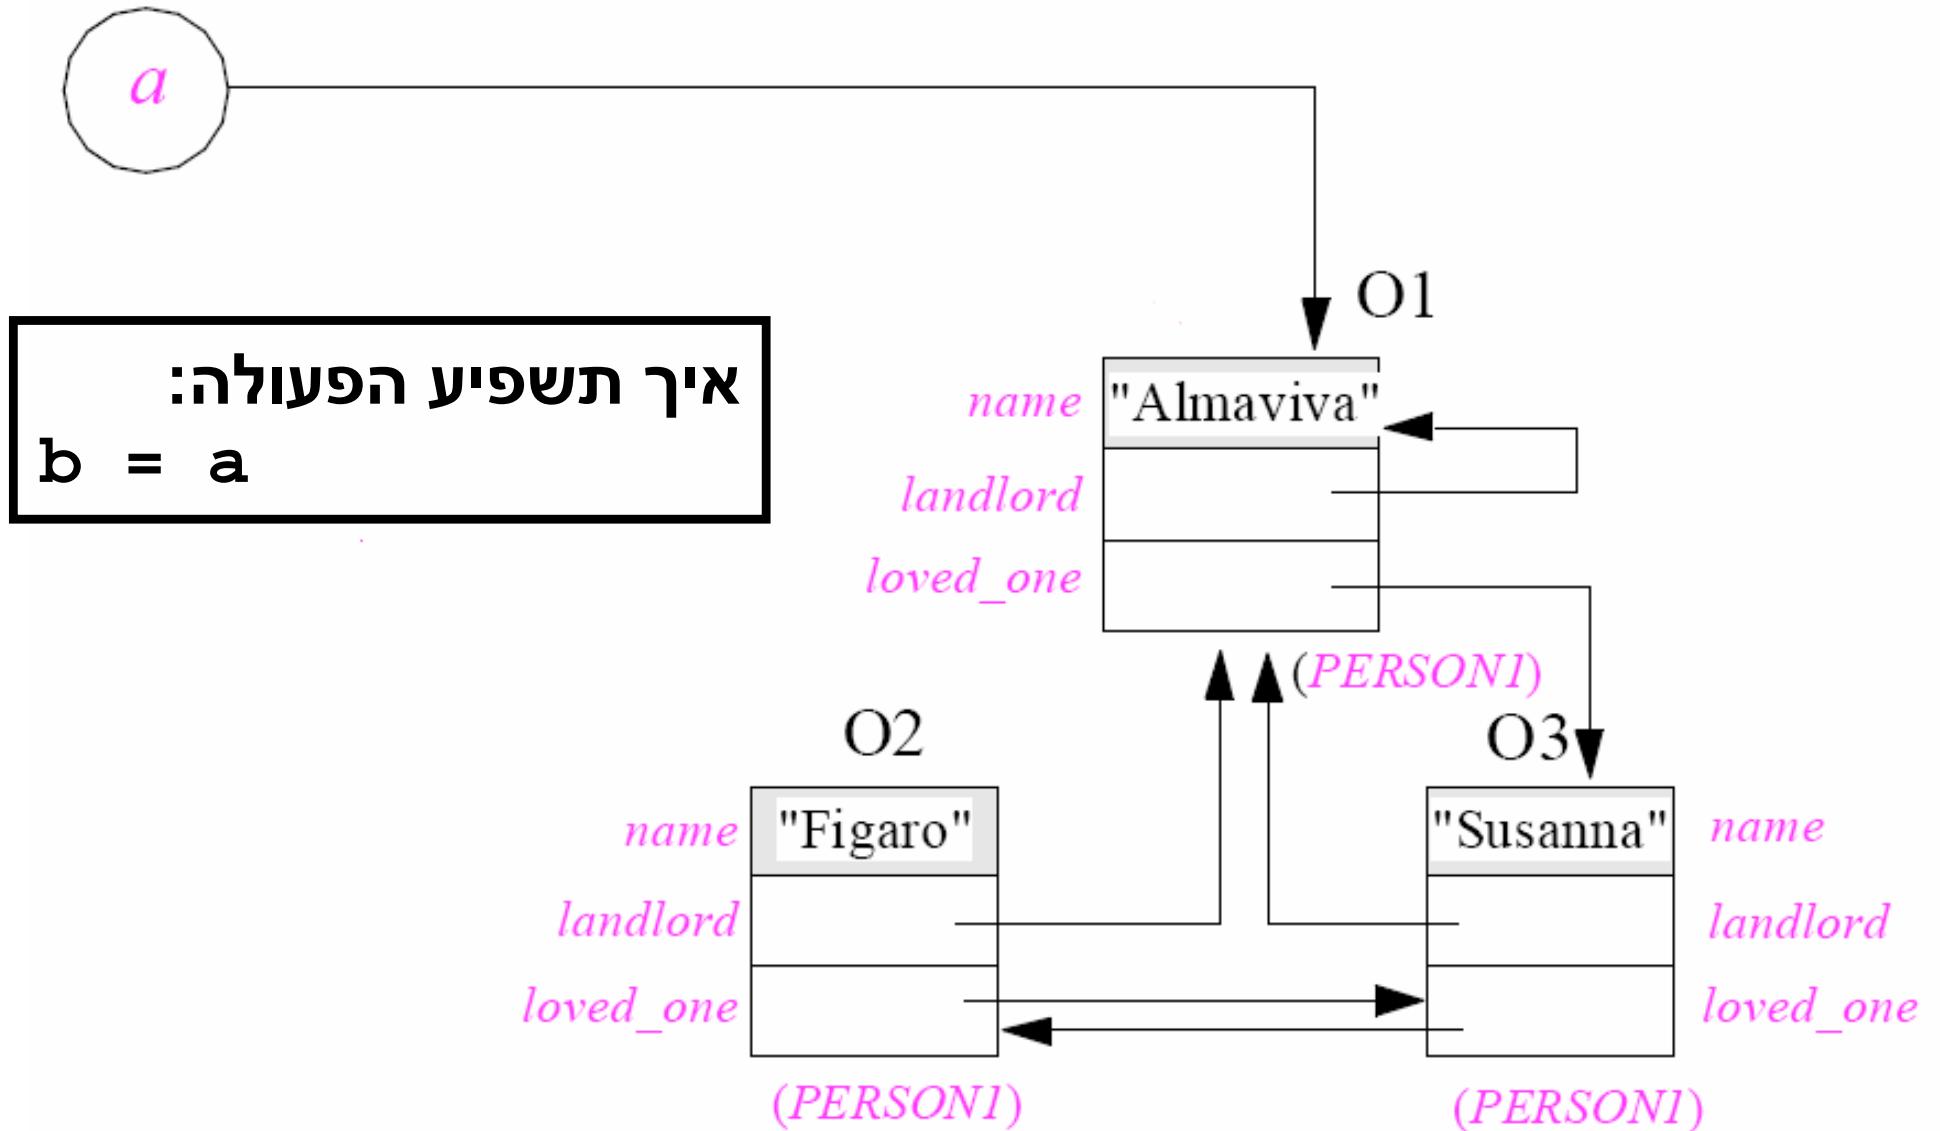 a
O1
איך תשפיע הפעולה:
b = a
name "Almaviva"
landlord
loved_one
(PERSON1)
O2
O3
name "Figaro"
"Susanna" name
landlord
landlord
loved_one
loved_one
(PERSON1)
(PERSON1)